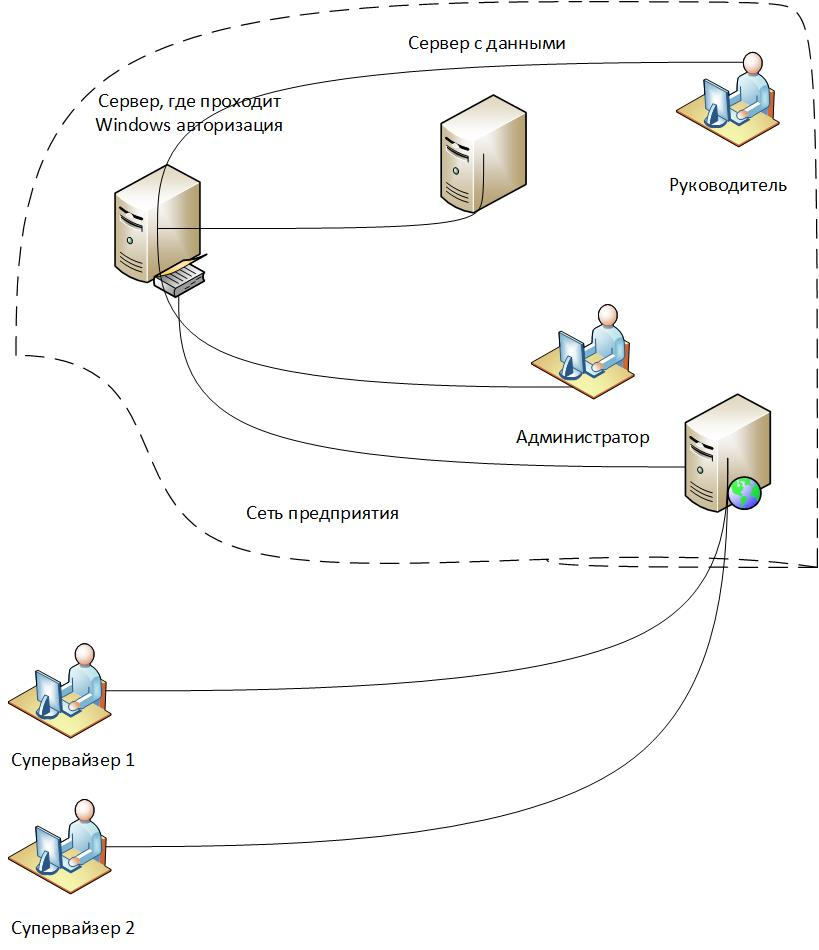 Сервер с данными
Сервер, где проходит
Windows авторизация
Руководитель
Администратор
Сеть предприятия
Супервайзер 1
Супервайзер 2